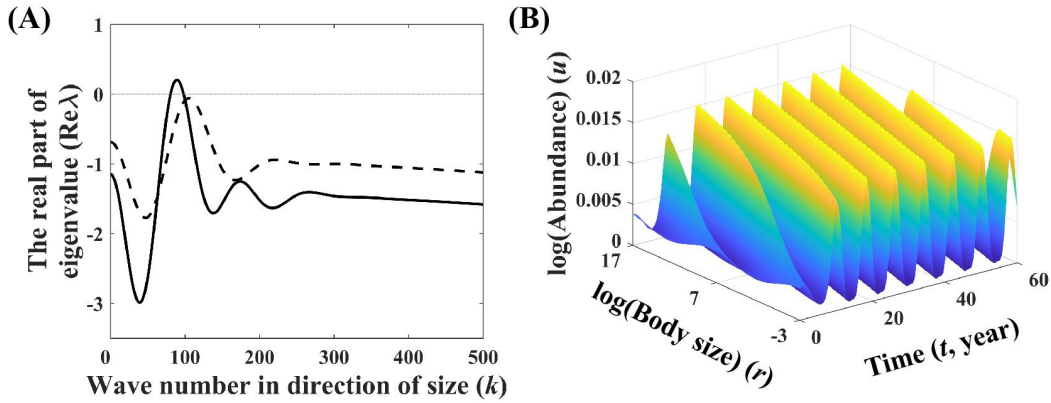 (A)
1
0
-1
-2
-3
0
100
200
300
400
500
The real part of
eigenvalue (Reλ)
Wave number in direction of size (k)
(B)
log(Abundance) (u)
0.02
0.015
0.01
0.005
0
17
7
-3
log(Body size) (r)
0
20
40
60
Time (t, year)